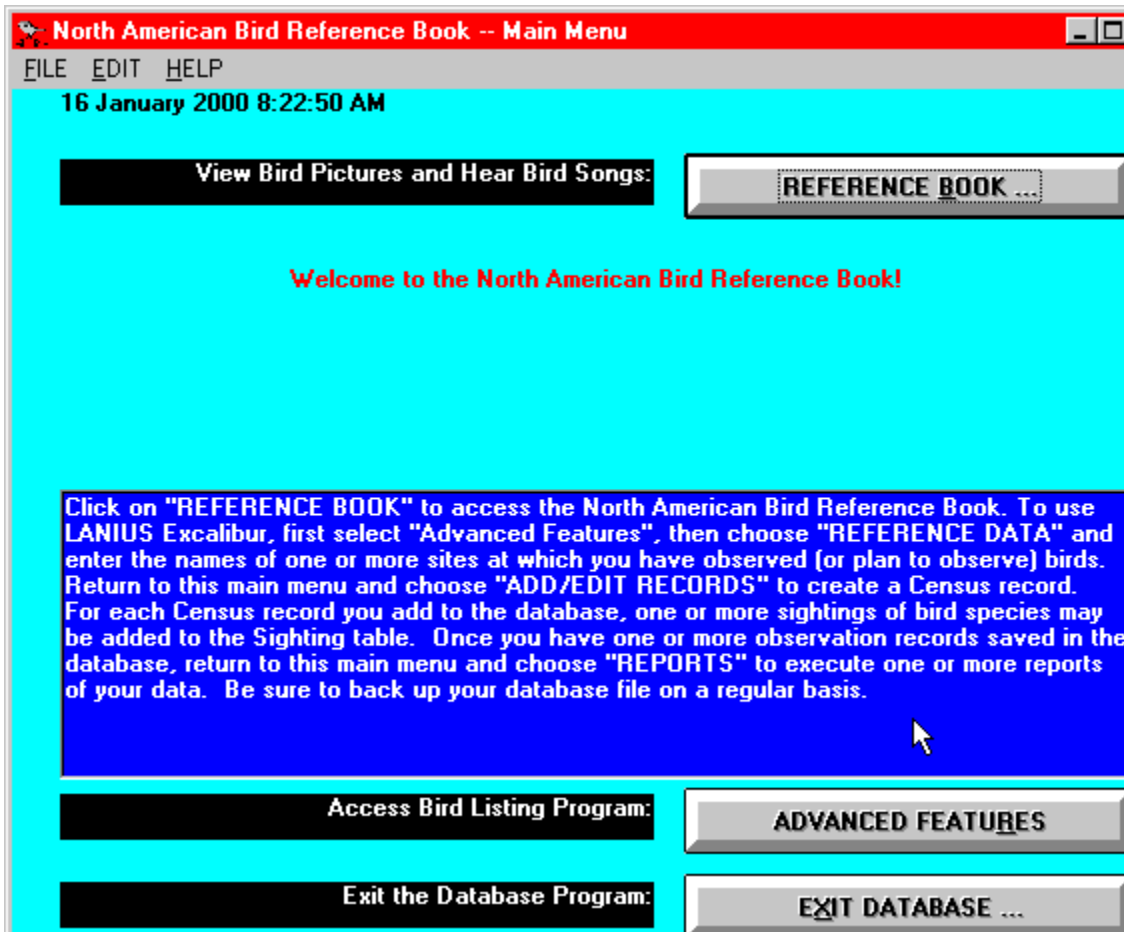 North American Bird Reference Book -- Main Menu
FILE EDIT HELP
16 January 2000 8:22:50 AM
View Bird Pictures and Hear Bird Songs:
REFERENCE BOOK ...
Welcome to the North American Bird Reference Book!
Click on "REFERENCE BOOK" to access the North American Bird Reference Book. To use
LANIUS Excalibur, first select "Advanced Features", then choose "REFERENCE DATA" and
enter the names of one or more sites at which you have observed (or plan to observe) birds.
Return to this main menu and choose "ADD/EDIT RECORDS" to create a Census record.
For each Census record you add to the database, one or more sightings of bird species may
be added to the Sighting table.  Once you have one or more observation records saved in the
database, return to this main menu and choose "REPORTS" to execute one or more reports
of your data.  Be sure to back up your database file on a regular basis.
Access Bird Listing Program:
ADVANCED FEATURES
Exit the Database Program:
EXIT DATABASE ...